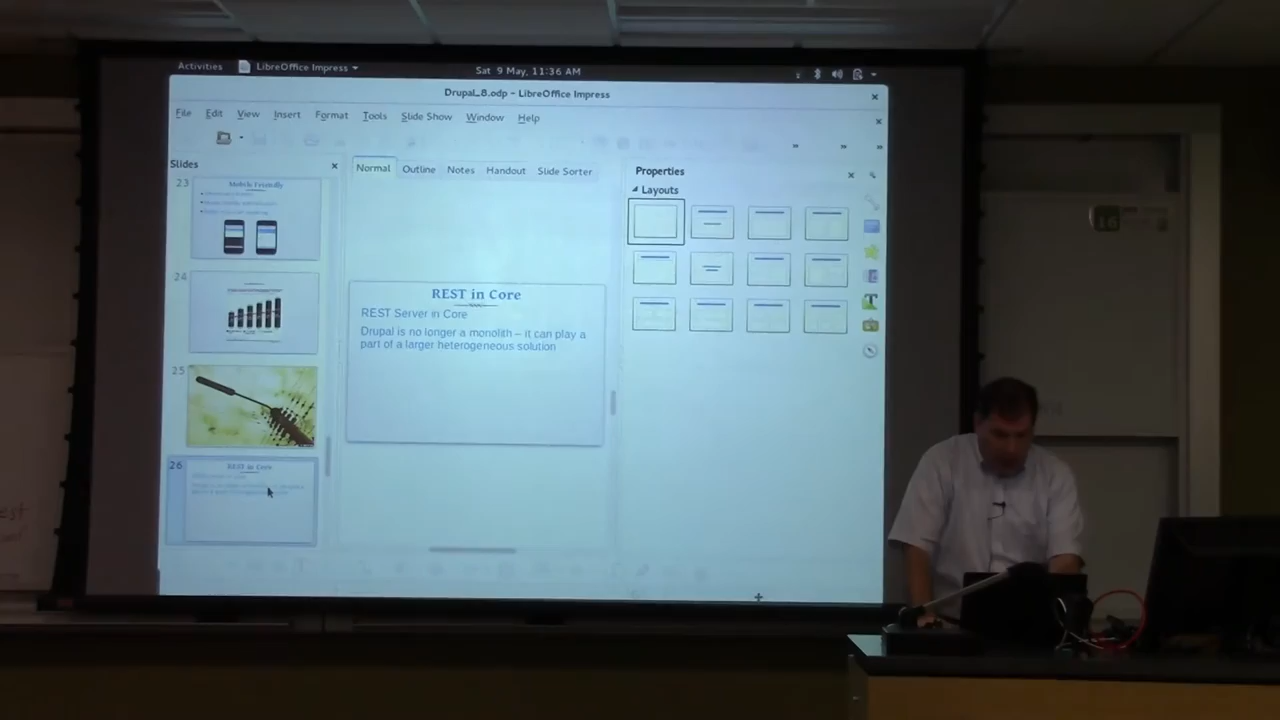 Activities
LibreOffice Impress
Sat 9 May, 11:36 AM
Drupal_8.odp - LibreOffice Impress
File Edit View Insert Format Tools Slide Show Window Help
Slides
Normal Outline Notes Handout Slide Sorter
Properties
Layouts
23
Mobile Friendly
24
25
26
REST in Core
REST in Core
REST Server in Core
Drupal is no longer a monolith – it can play a
part of a larger heterogeneous solution
16